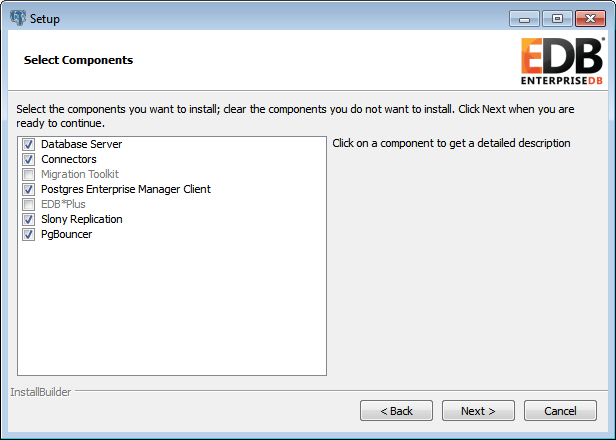 Setup
Select Components
EDB
ENTERPRISEDB
Select the components you want to install; clear the components you do not want to install. Click Next when you are
ready to continue.
Database Server
Connectors
Migration Toolkit
Postgres Enterprise Manager Client
EDB*Plus
Slony Replication
PgBouncer
Click on a component to get a detailed description
InstallBuilder
< Back
Next >
Cancel